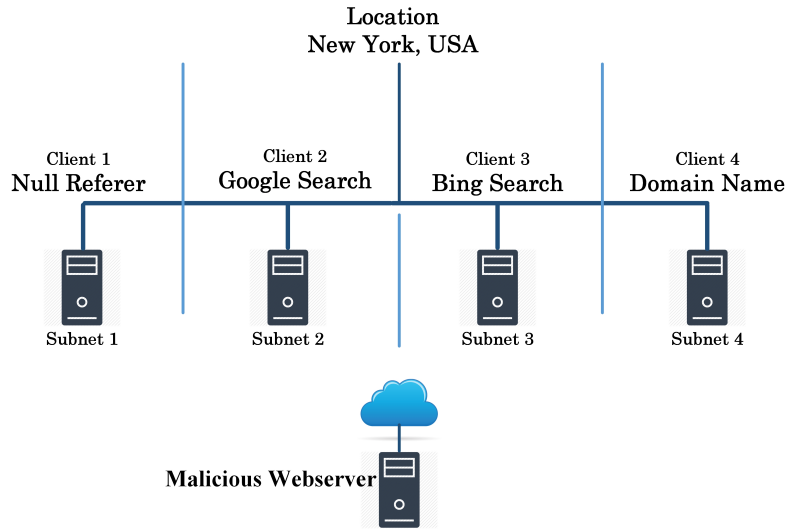 Location
New York, USA
Client 1
Null Referer
Client 2
Google Search
Client 3
Bing Search
Client 4
Domain Name
Subnet 1
Subnet 2
Subnet 3
Subnet 4
Malicious Webserver